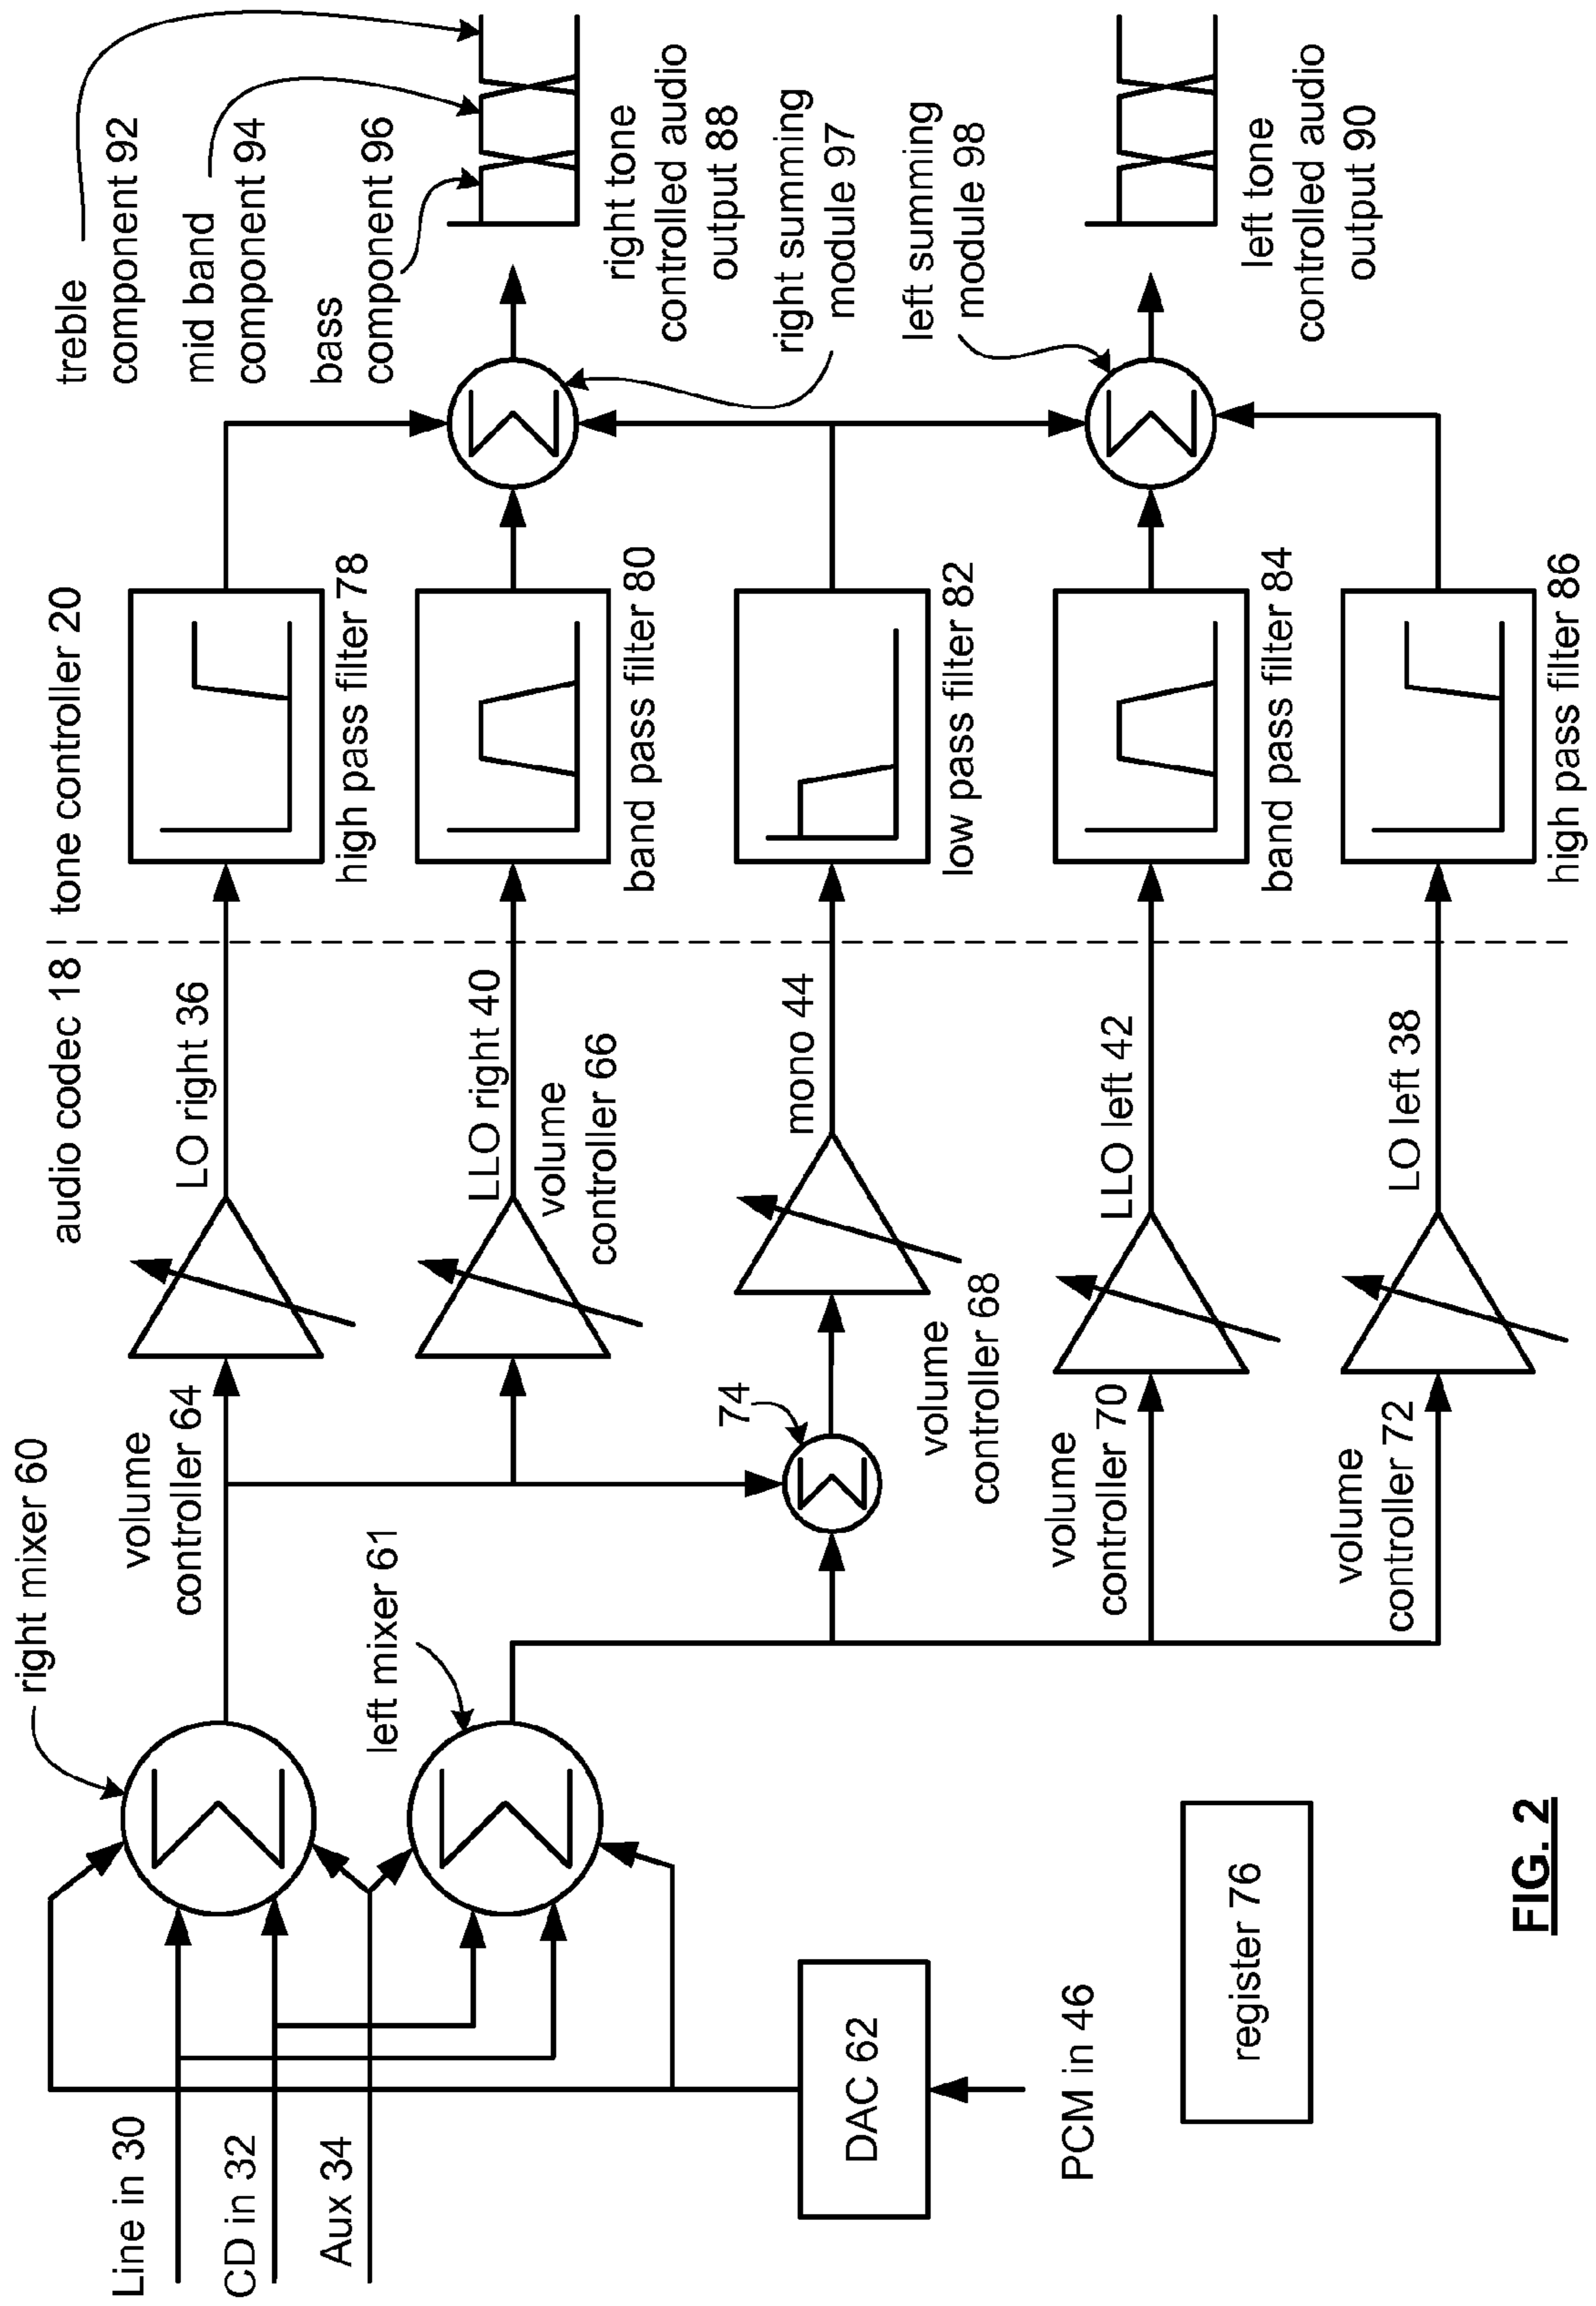 right mixer 60
volume
controller 64
audio codec 18
tone controller 20
LO right 36
high pass filter 78
treble
component 92
mid band
component 94
bass
component 96
Line in 30
CD in 32
Aux 34
left mixer 61
LLO right 40
volume
controller 66
band pass filter 80
right tone
controlled audio
output 88
right summing
module 97
74
mono 44
volume
controller 68
low pass filter 82
left summing
module 98
DAC 62
PCM in 46
volume
controller 70
LLO left 42
band pass filter 84
left tone
controlled audio
output 90
register 76
volume
controller 72
LO left 38
high pass filter 86
FIG. 2